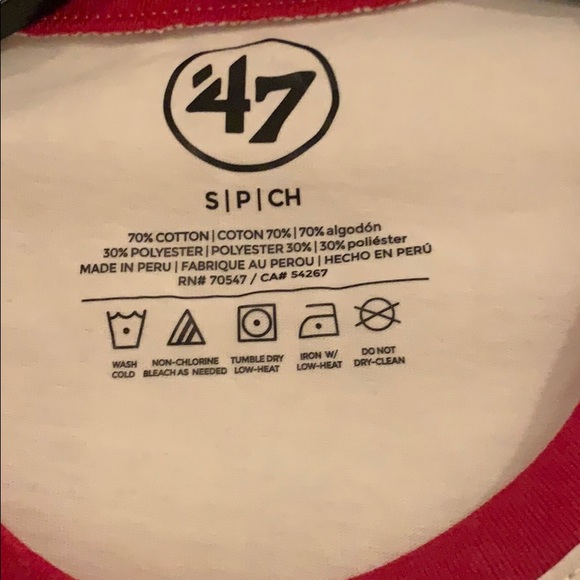 '47
S|P|CH
70% COTTON | COTON 70% | 70% algodón
30% POLYESTER | POLYESTER 30% | 30% poliéster
MADE IN PERU | FABRIQUE AU PEROU | HECHO EN PERÚ
RN# 70547 / CA# 54267
WASH COLD
NON-CHLORINE BLEACH AS NEEDED
TUMBLE DRY LOW-HEAT
IRON W/ LOW-HEAT
DO NOT DRY-CLEAN